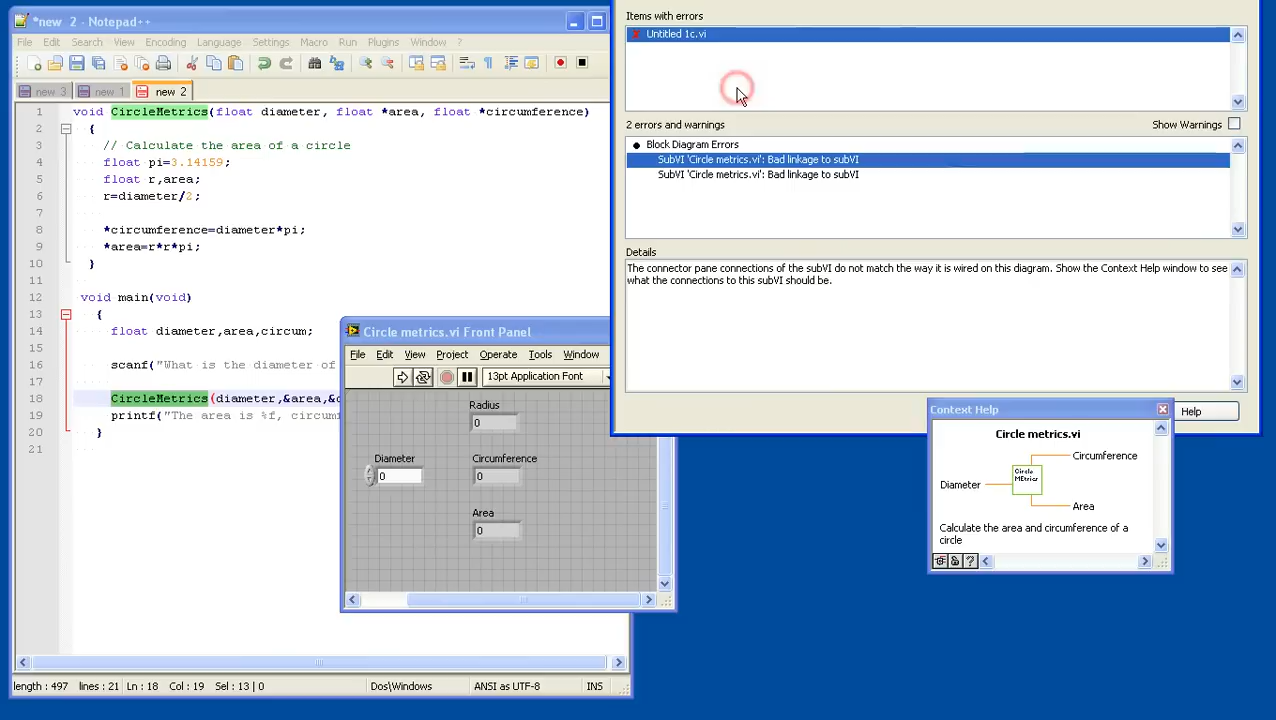 *new 2 - Notepad++
File Edit Search View Encoding Language Settings Macro Run Plugins Window ?
new 3 new 1 new 2
1 void CircleMetrics(float diameter, float *area, float *circumference)
2 {
3 // Calculate the area of a circle
4 float pi=3.14159;
5 float r,area;
6 r=diameter/2;
7
8 *circumference=diameter*pi;
9 *area=r*r*pi;
10 }
11
12 void main(void)
13 {
14 float diameter,area,circum;
15
16 scanf("What is the diameter of
17
18 CircleMetrics(diameter,&area,&c
19 printf("The area is %f, circum
20 }
21
length : 497 lines : 21 Ln : 18 Col : 19 Sel : 13 | 0 Dos\Windows ANSI as UTF-8 INS
Circle metrics.vi Front Panel
File Edit View Project Operate Tools Window
13pt Application Font
Radius
0
Diameter
0
Circumference
0
Area
0
Items with errors
Untitled 1c.vi
2 errors and warnings Show Warnings
Block Diagram Errors
SubVI 'Circle metrics.vi': Bad linkage to subVI
SubVI 'Circle metrics.vi': Bad linkage to subVI
Details
The connector pane connections of the subVI do not match the way it is wired on this diagram. Show the Context Help window to see
what the connections to this subVI should be.
Help
Context Help
Circle metrics.vi
Circumference
Circle
MEtrics
Diameter
Area
Calculate the area and circumference of a
circle
?